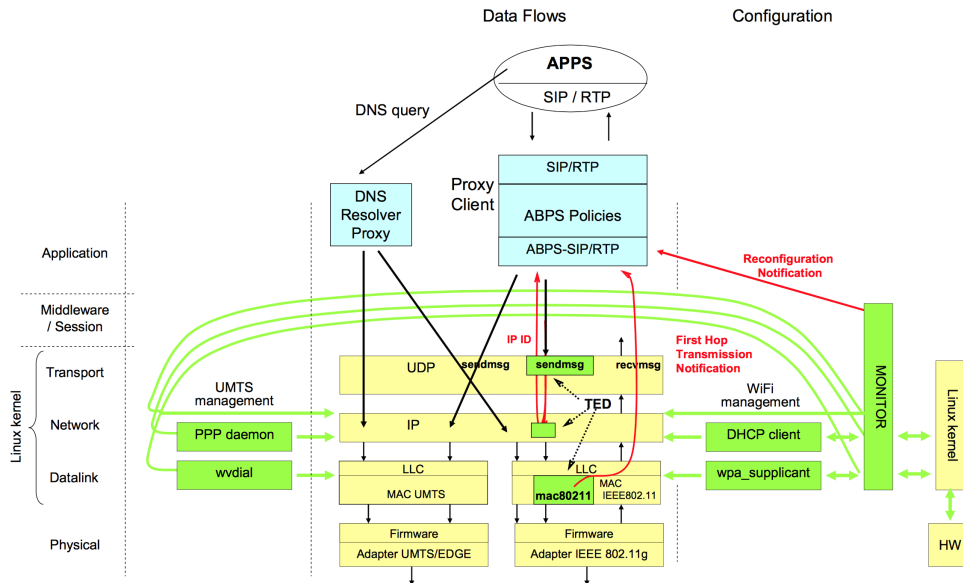 Data Flows
Configuration
APPS
SIP / RTP
DNS query
SIP/RTP
Proxy
Client
ABPS Policies
ABPS-SIP/RTP
DNS
Resolver
Proxy
Application
Reconfiguration
Notification
Middleware
/ Session
IP ID
First Hop
Transmission
Notification
Transport
UDP
sendmsg
sendmsg
recvmsg
MONITOR
Linux kernel
Linux kernel
UMTS
management
TED
WiFi
management
Network
PPP daemon
IP
DHCP client
Datalink
wvdial
LLC
MAC UMTS
LLC
mac80211
MAC
IEEE802.11
wpa_supplicant
Physical
Firmware
Adapter UMTS/EDGE
Firmware
Adapter IEEE 802.11g
HW